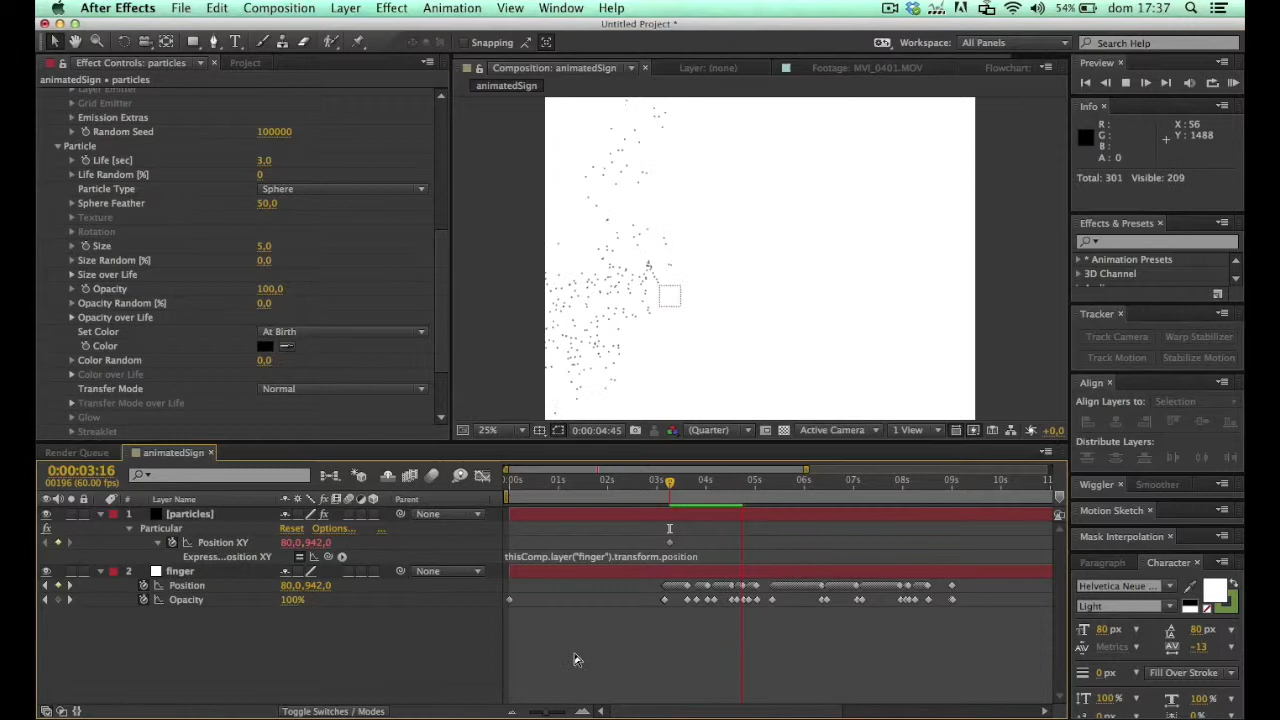 After Effects File Edit Composition Layer Effect Animation View Window Help 54% dom 17:37
Untitled Project *
Snapping Workspace: All Panels Search Help
Effect Controls: particles Project
animatedSign • particles
Layer Emitter
Grid Emitter
Emission Extras
Random Seed 100000
Particle
Life [sec] 3,0
Life Random [%] 0
Particle Type Sphere
Sphere Feather 50,0
Texture
Rotation
Size 5,0
Size Random [%] 0,0
Size over Life
Opacity 100,0
Opacity Random [%] 0,0
Opacity over Life
Set Color At Birth
Color
Color Random 0,0
Color over Life
Transfer Mode Normal
Transfer Mode over Life
Glow
Streaklet
Composition: animatedSign Layer: (none) Footage: MVI_0401.MOV Flowchart:
animatedSign
25% 0:00:04:45 (Quarter) Active Camera 1 View +0,0
Preview
Info
R: X: 56
G: Y: 1488
B:
A: 0
Total: 301 Visible: 209
Effects & Presets
* Animation Presets
3D Channel
Tracker
Track Camera Warp Stabilizer
Track Motion Stabilize Motion
Align
Align Layers to: Selection
Distribute Layers:
Wiggler Smoother
Motion Sketch
Mask Interpolation
Paragraph Character
Helvetica Neue ...
Light
80 px 80 px
Metrics -13
0 px Fill Over Stroke
100% 100%
0 px 0 %
Render Queue animatedSign
0:00:03:16
00196 (60.00 fps)
:00s 01s 02s 03s 04s 05s 06s 07s 08s 09s 10s 11
# Layer Name Parent
1 [particles] None
Particular Reset Options... ...
Position XY 80,0,942,0
Express...osition XY thisComp.layer("finger").transform.position
2 finger None
Position 80,0,942,0
Opacity 100%
Toggle Switches / Modes